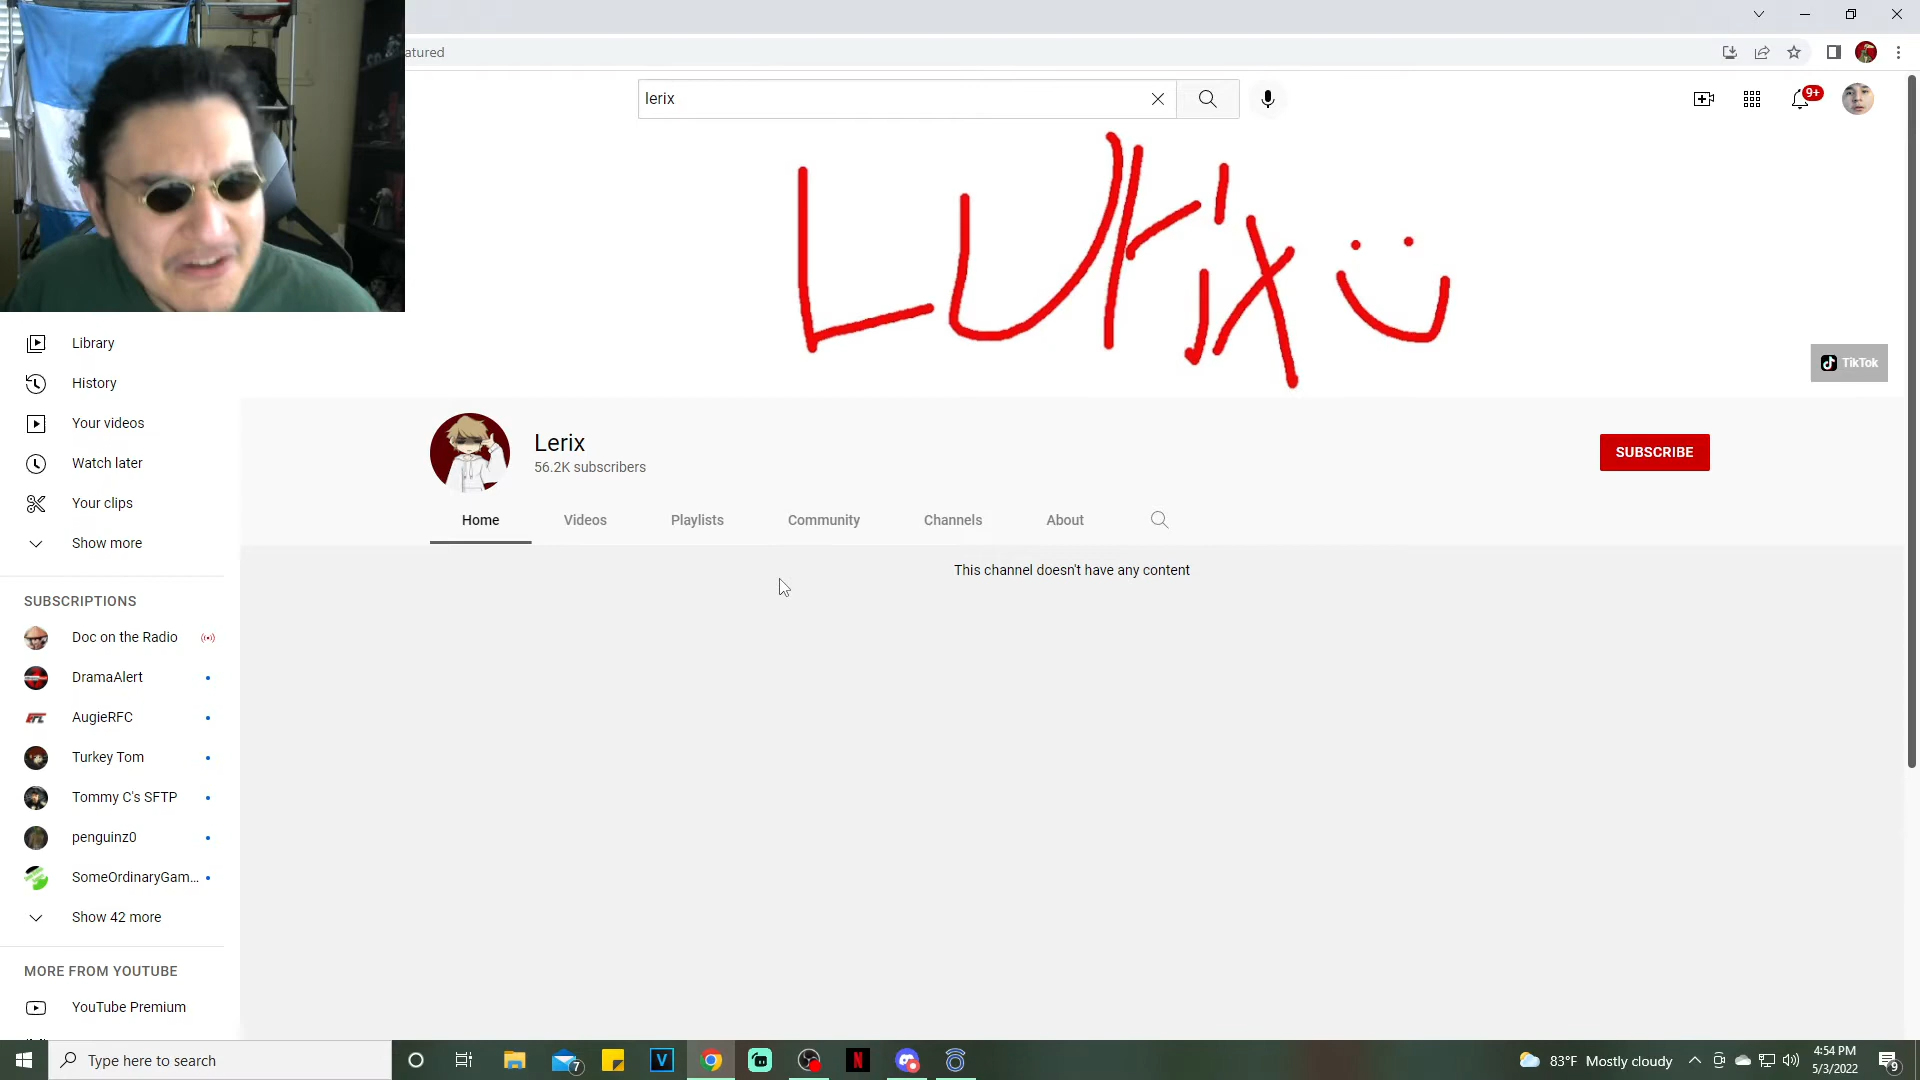 atured
lerix
9+
Lurix
TikTok
Library
History
Your videos
Watch later
Your clips
Show more
SUBSCRIPTIONS
Doc on the Radio
DramaAlert
AugieRFC
Turkey Tom
Tommy C's SFTP
penguinz0
SomeOrdinaryGam...
Show 42 more
MORE FROM YOUTUBE
YouTube Premium
Lerix
56.2K subscribers
SUBSCRIBE
Home Videos Playlists Community Channels About
This channel doesn't have any content
Type here to search
7
V
N
83°F Mostly cloudy
4:54 PM
5/3/2022
9